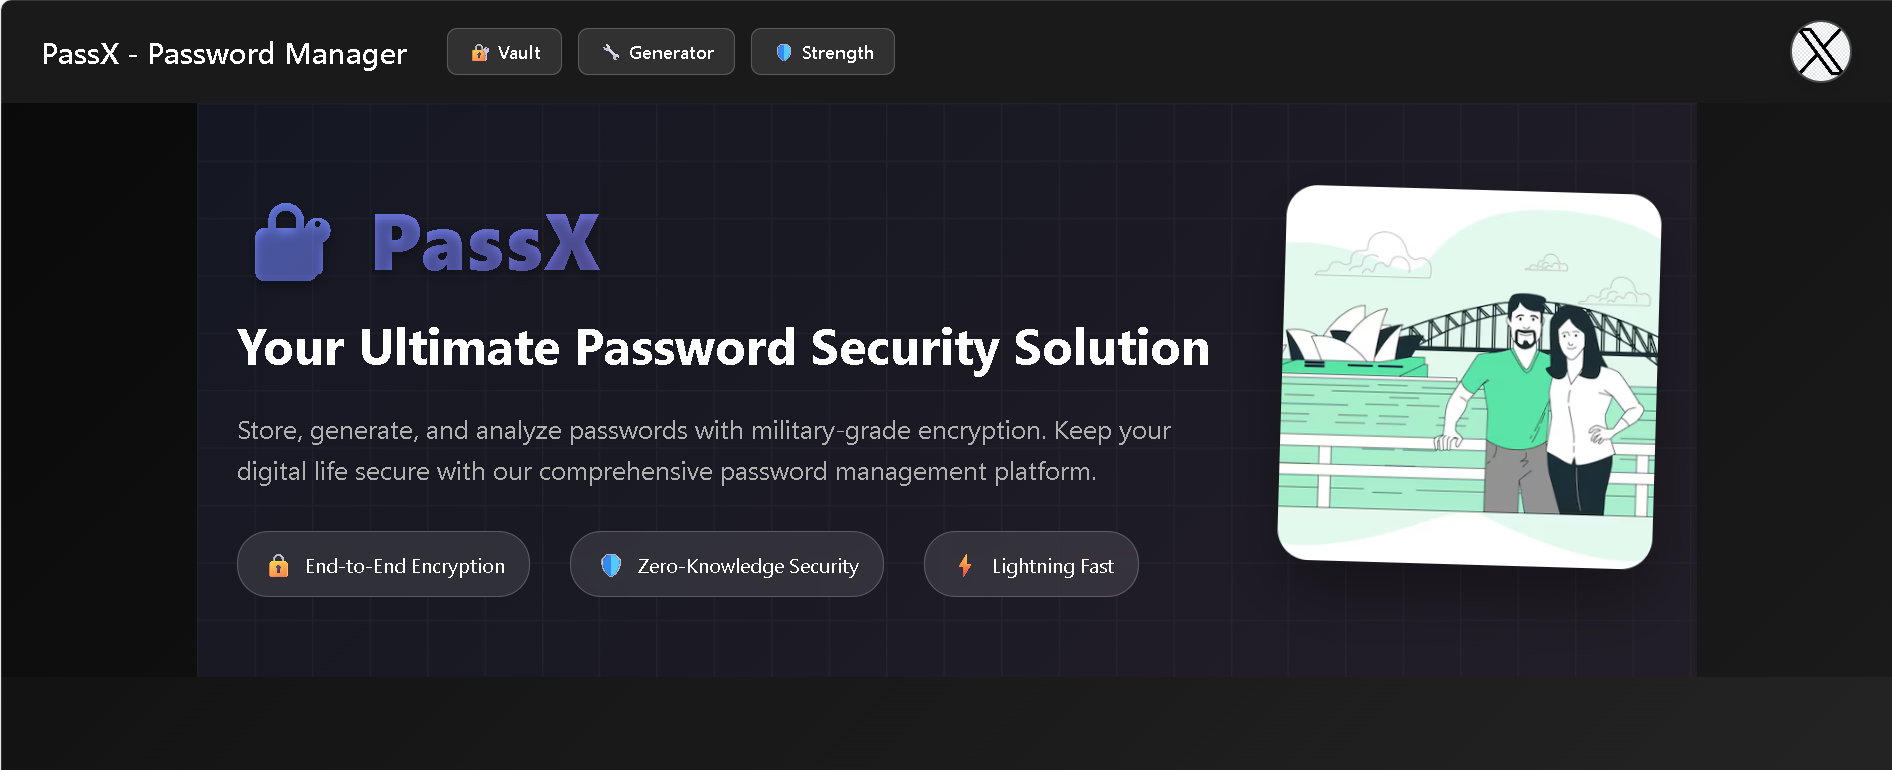 PassX - Password Manager
Vault
Generator
Strength
PassX
Your Ultimate Password Security Solution
Store, generate, and analyze passwords with military-grade encryption. Keep your
digital life secure with our comprehensive password management platform.
End-to-End Encryption
Zero-Knowledge Security
Lightning Fast